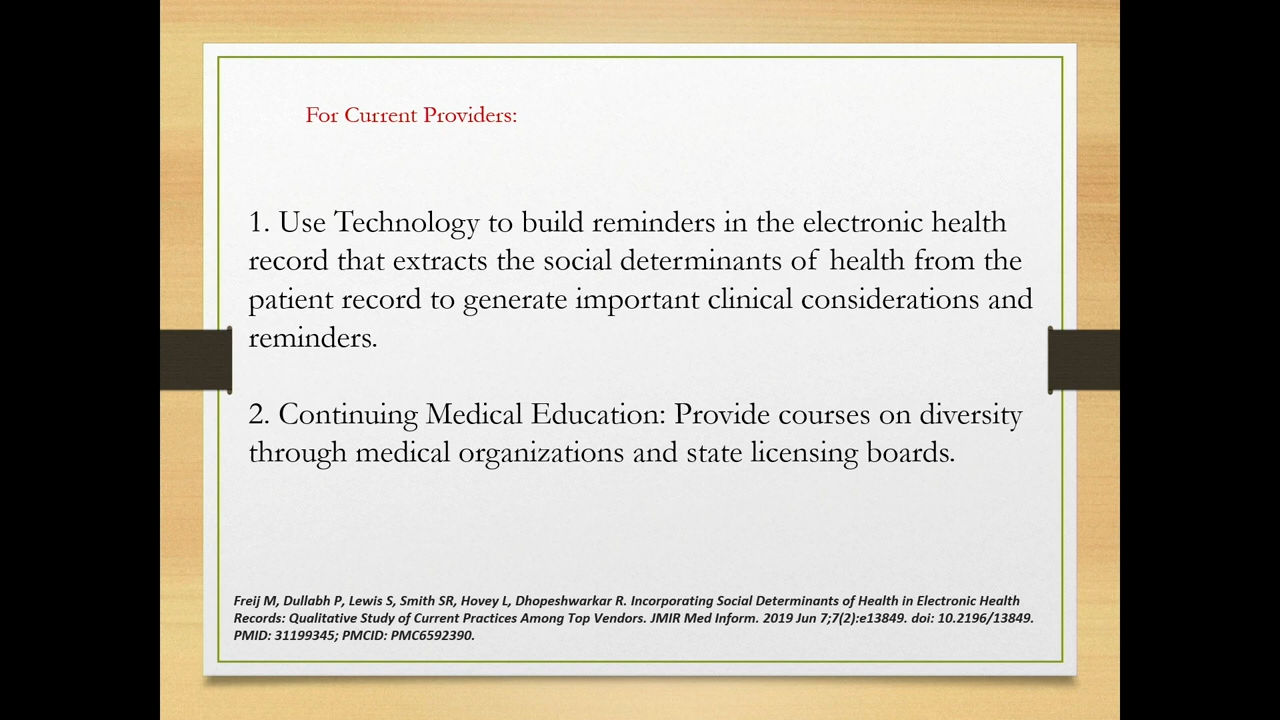 For Current Providers:
1. Use Technology to build reminders in the electronic health
record that extracts the social determinants of health from the
patient record to generate important clinical considerations and
reminders.
2. Continuing Medical Education: Provide courses on diversity
through medical organizations and state licensing boards.
Freij M, Dullabh P, Lewis S, Smith SR, Hovey L, Dhopeshwarkar R. Incorporating Social Determinants of Health in Electronic Health
Records: Qualitative Study of Current Practices Among Top Vendors. JMIR Med Inform. 2019 Jun 7;7(2):e13849. doi: 10.2196/13849.
PMID: 31199345; PMCID: PMC6592390.